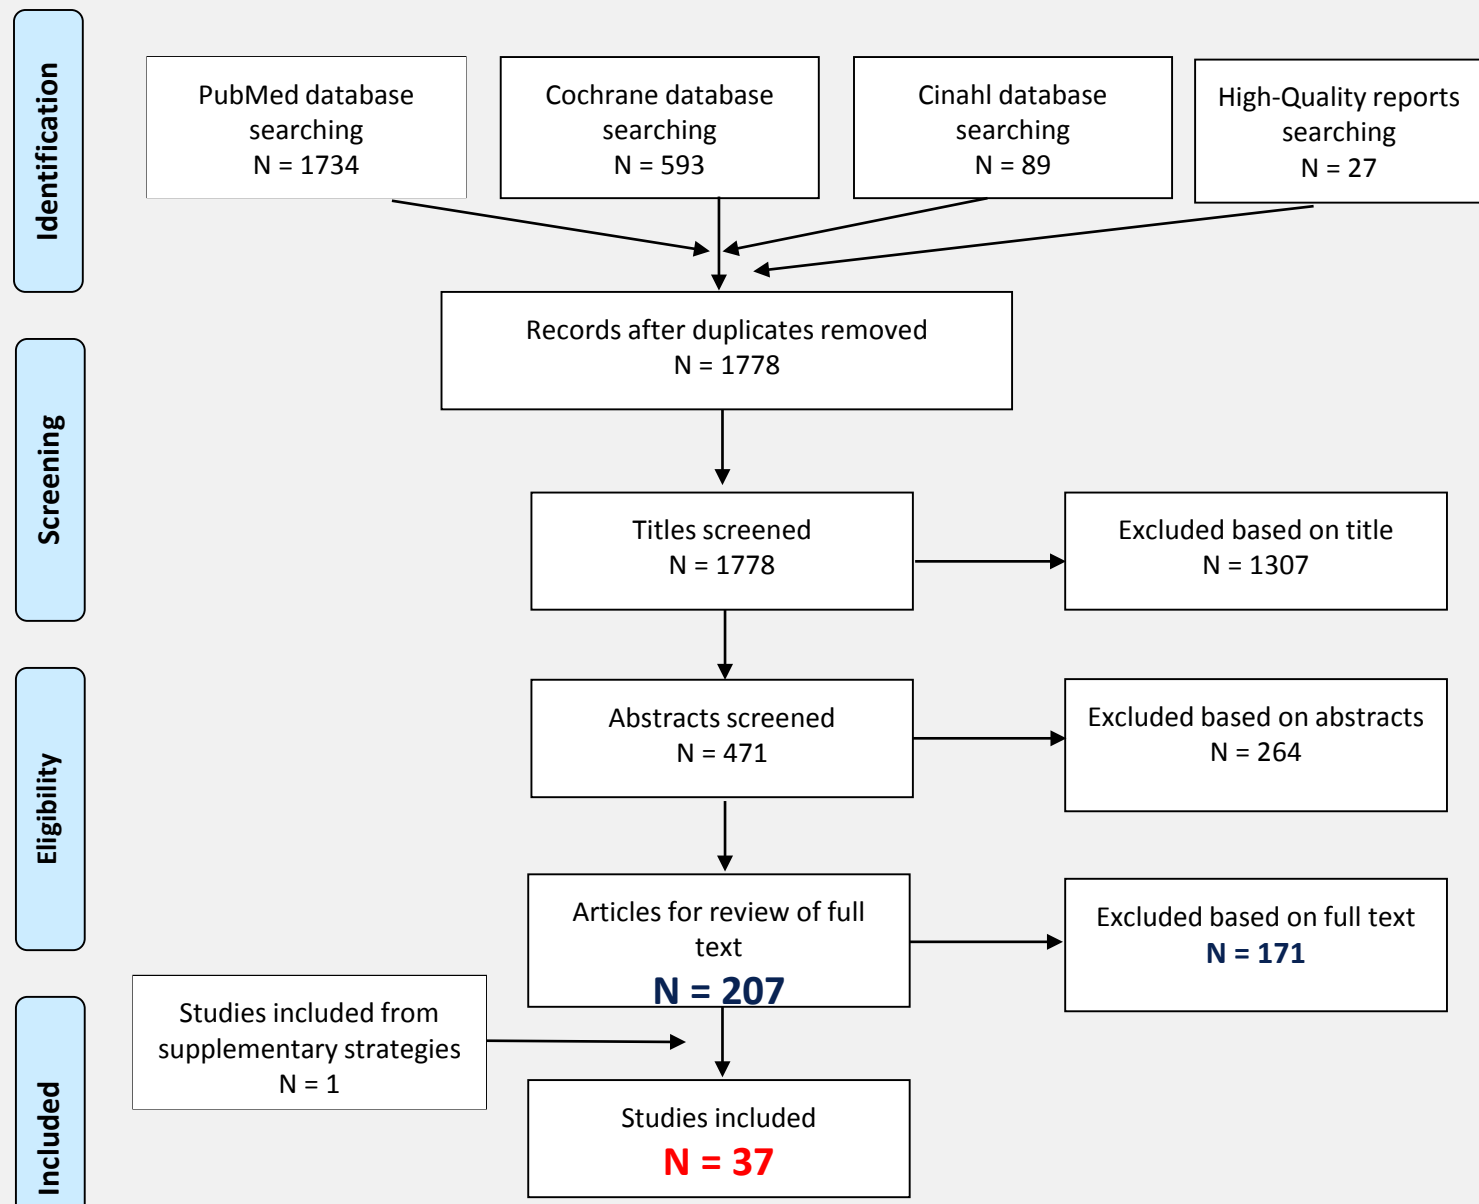 Identification
PubMed database
searching
N = 1734
Cochrane database
searching
N = 593
Cinahl database
searching
N = 89
High-Quality reports
searching
N = 27
Records after duplicates removed
N = 1778
Screening
Titles screened
N = 1778
Excluded based on title
N = 1307
Eligibility
Abstracts screened
N = 471
Excluded based on abstracts
N = 264
Articles for review of full
text
N = 207
Excluded based on full text
N = 171
Included
Studies included from
supplementary strategies
N = 1
Studies included
N = 37